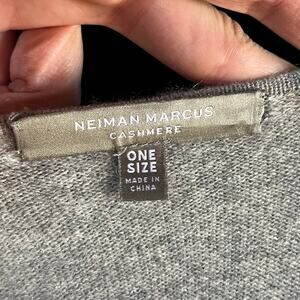 NEIMAN MARCUS
CASHMERE
ONE
SIZE
MADE IN
CHINA